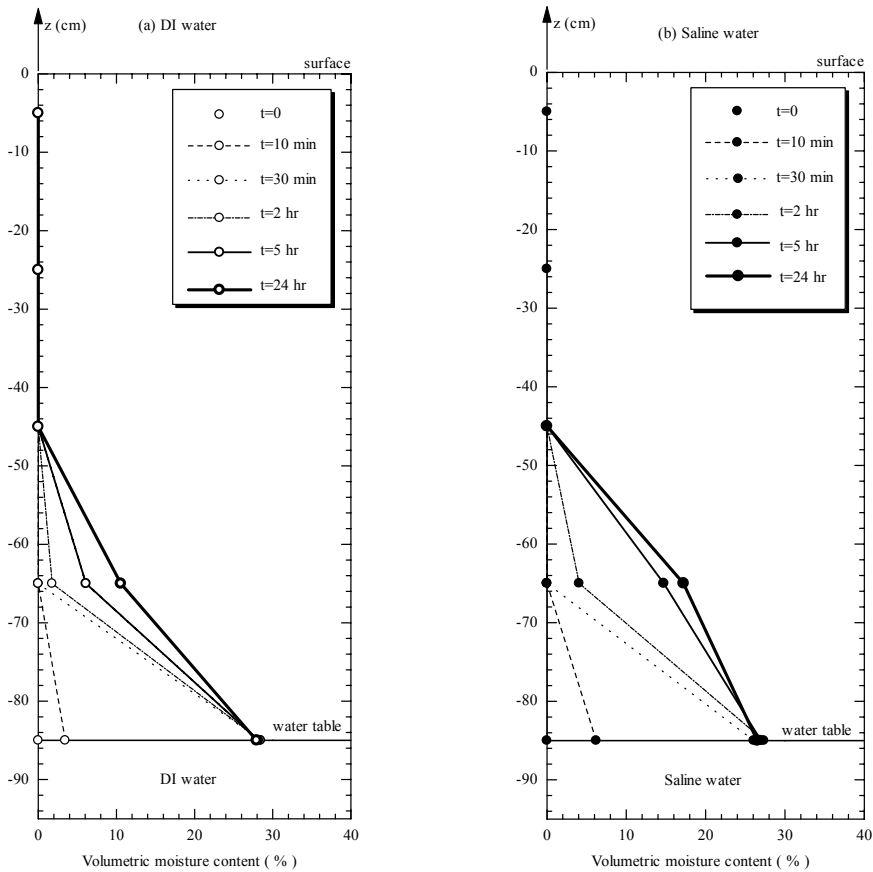 z (cm)
(a) DI water
surface
0
-10
-20
-30
-40
-50
-60
-70
-80
-90
t=0
t=10 min
t=30 min
t=2 hr
t=5 hr
t=24 hr
water table
DI water
0 10 20 30 40
Volumetric moisture content ( % )
z (cm)
(b) Saline water
surface
0
-10
-20
-30
-40
-50
-60
-70
-80
-90
t=0
t=10 min
t=30 min
t=2 hr
t=5 hr
t=24 hr
water table
Saline water
0 10 20 30 40
Volumetric moisture content ( % )